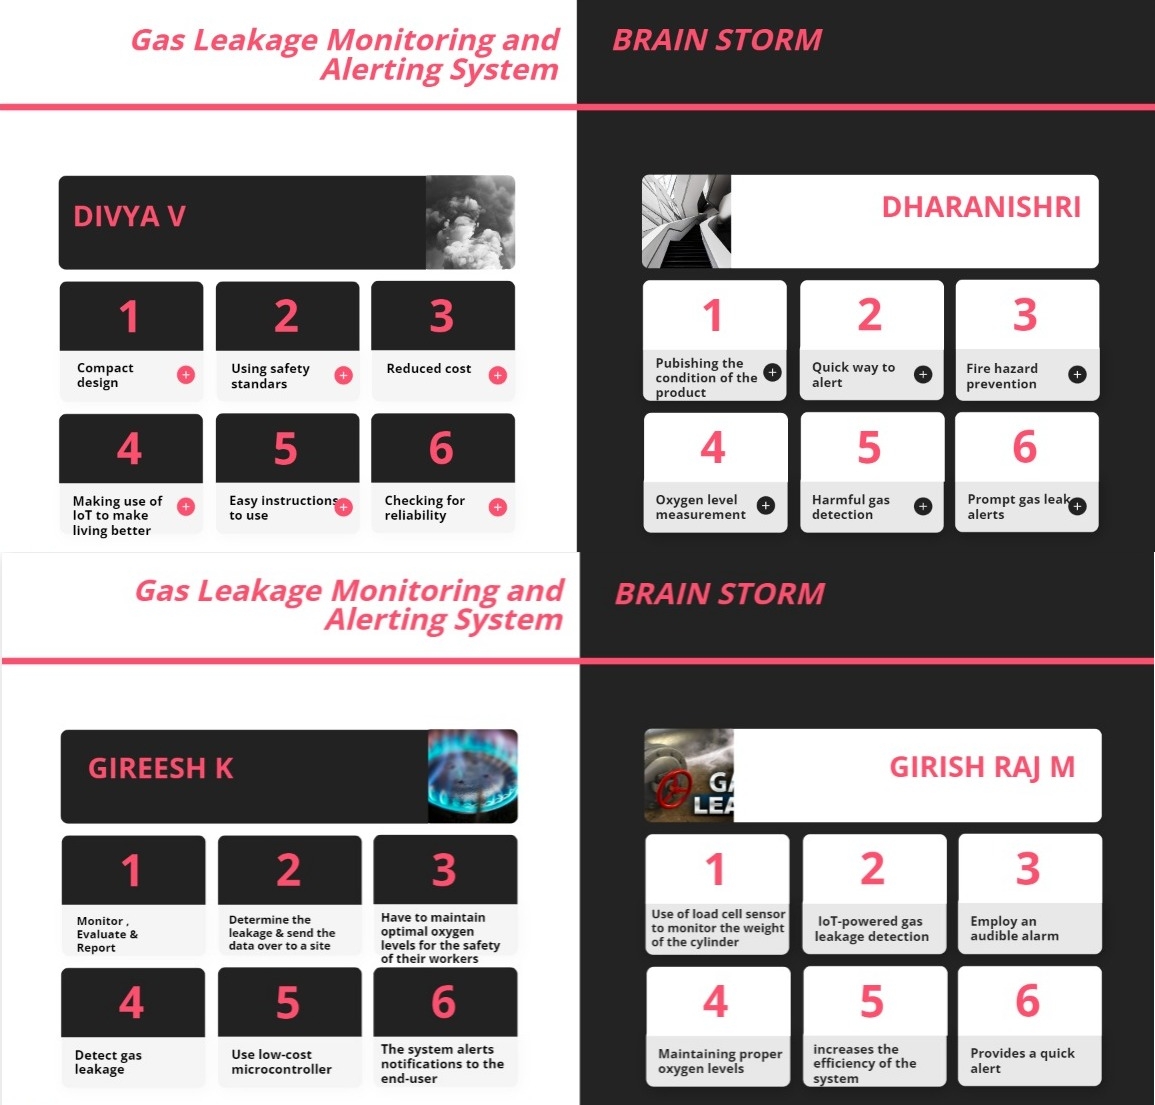 Gas Leakage Monitoring and
Alerting System
BRAIN STORM
DIVYA V
1
Compact
design
2
Using safety
standars
3
Reduced cost
4
Making use of
IoT to make
living better
5
Easy instructions
to use
6
Checking for
reliability
DHARANISHRI
1
Pubishing the
condition of the
product
2
Quick way to
alert
3
Fire hazard
prevention
4
Oxygen level
measurement
5
Harmful gas
detection
6
Prompt gas leak
alerts
Gas Leakage Monitoring and
Alerting System
BRAIN STORM
GIREESH K
1
Monitor ,
Evaluate &
Report
2
Determine the
leakage & send the
data over to a site
3
Have to maintain
optimal oxygen
levels for the safety
of their workers
4
Detect gas
leakage
5
Use low-cost
microcontroller
6
The system alerts
notifications to the
end-user
GIRISH RAJ M
1
Use of load cell sensor
to monitor the weight
of the cylinder
2
IoT-powered gas
leakage detection
3
Employ an
audible alarm
4
Maintaining proper
oxygen levels
5
increases the
efficiency of the
system
6
Provides a quick
alert